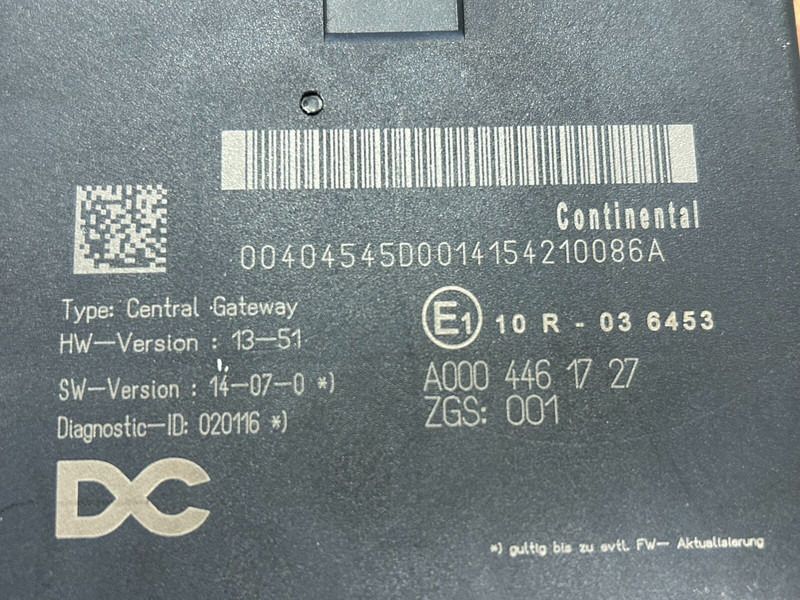 Continental
00404545D0014154210086A
Type: Central Gateway
HW-Version : 13-51
SW-Version : 14-07-0 *)
Diagnostic-ID: 020116 *)
E1 10 R - 03 6453
A000 446 17 27
ZGS: 001
DC
*) gultig bis zu evtl. FW- Aktualisierung